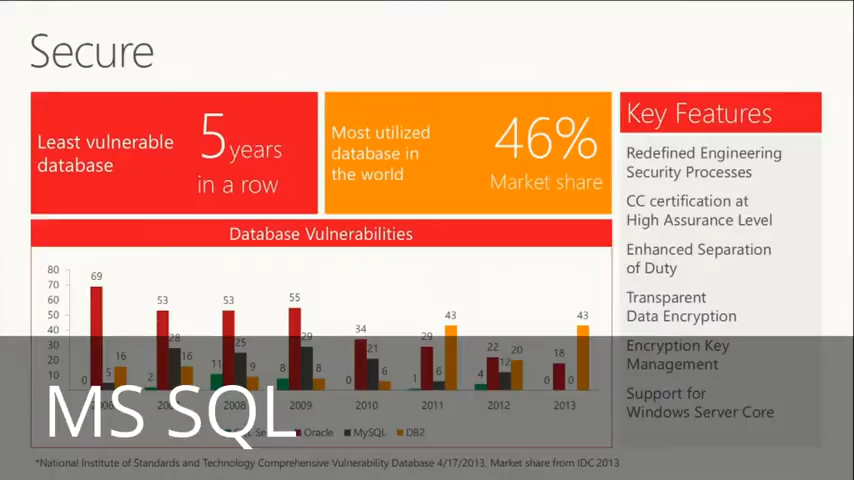 Secure
Least vulnerable
database
5 years
in a row
Most utilized
database in
the world
46%
Market share
Key Features
Redefined Engineering
Security Processes
CC certification at
High Assurance Level
Enhanced Separation
of Duty
Transparent
Data Encryption
Encryption Key
Management
Support for
Windows Server Core
Database Vulnerabilities
80
70
60
50
40
30
20
10
69 53 53 55 34 29 22 18
0 2 11 8 0 1 4 0
5 28 25 29 21 6 12 0
16 16 9 8 6 43 20 43
2008 2009 2010 2011 2012 2013
Oracle MySQL DB2
MS SQL
*National Institute of Standards and Technology Comprehensive Vulnerability Database 4/17/2013, Market share from IDC 2013